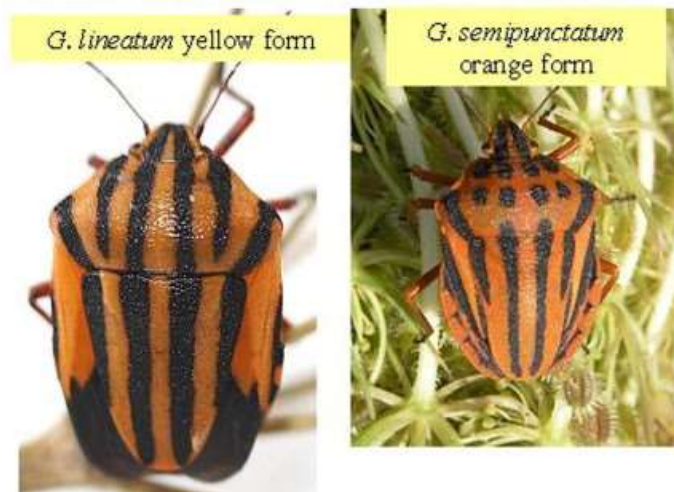 G. lineatum yellow form
G. semipunctatum
orange form